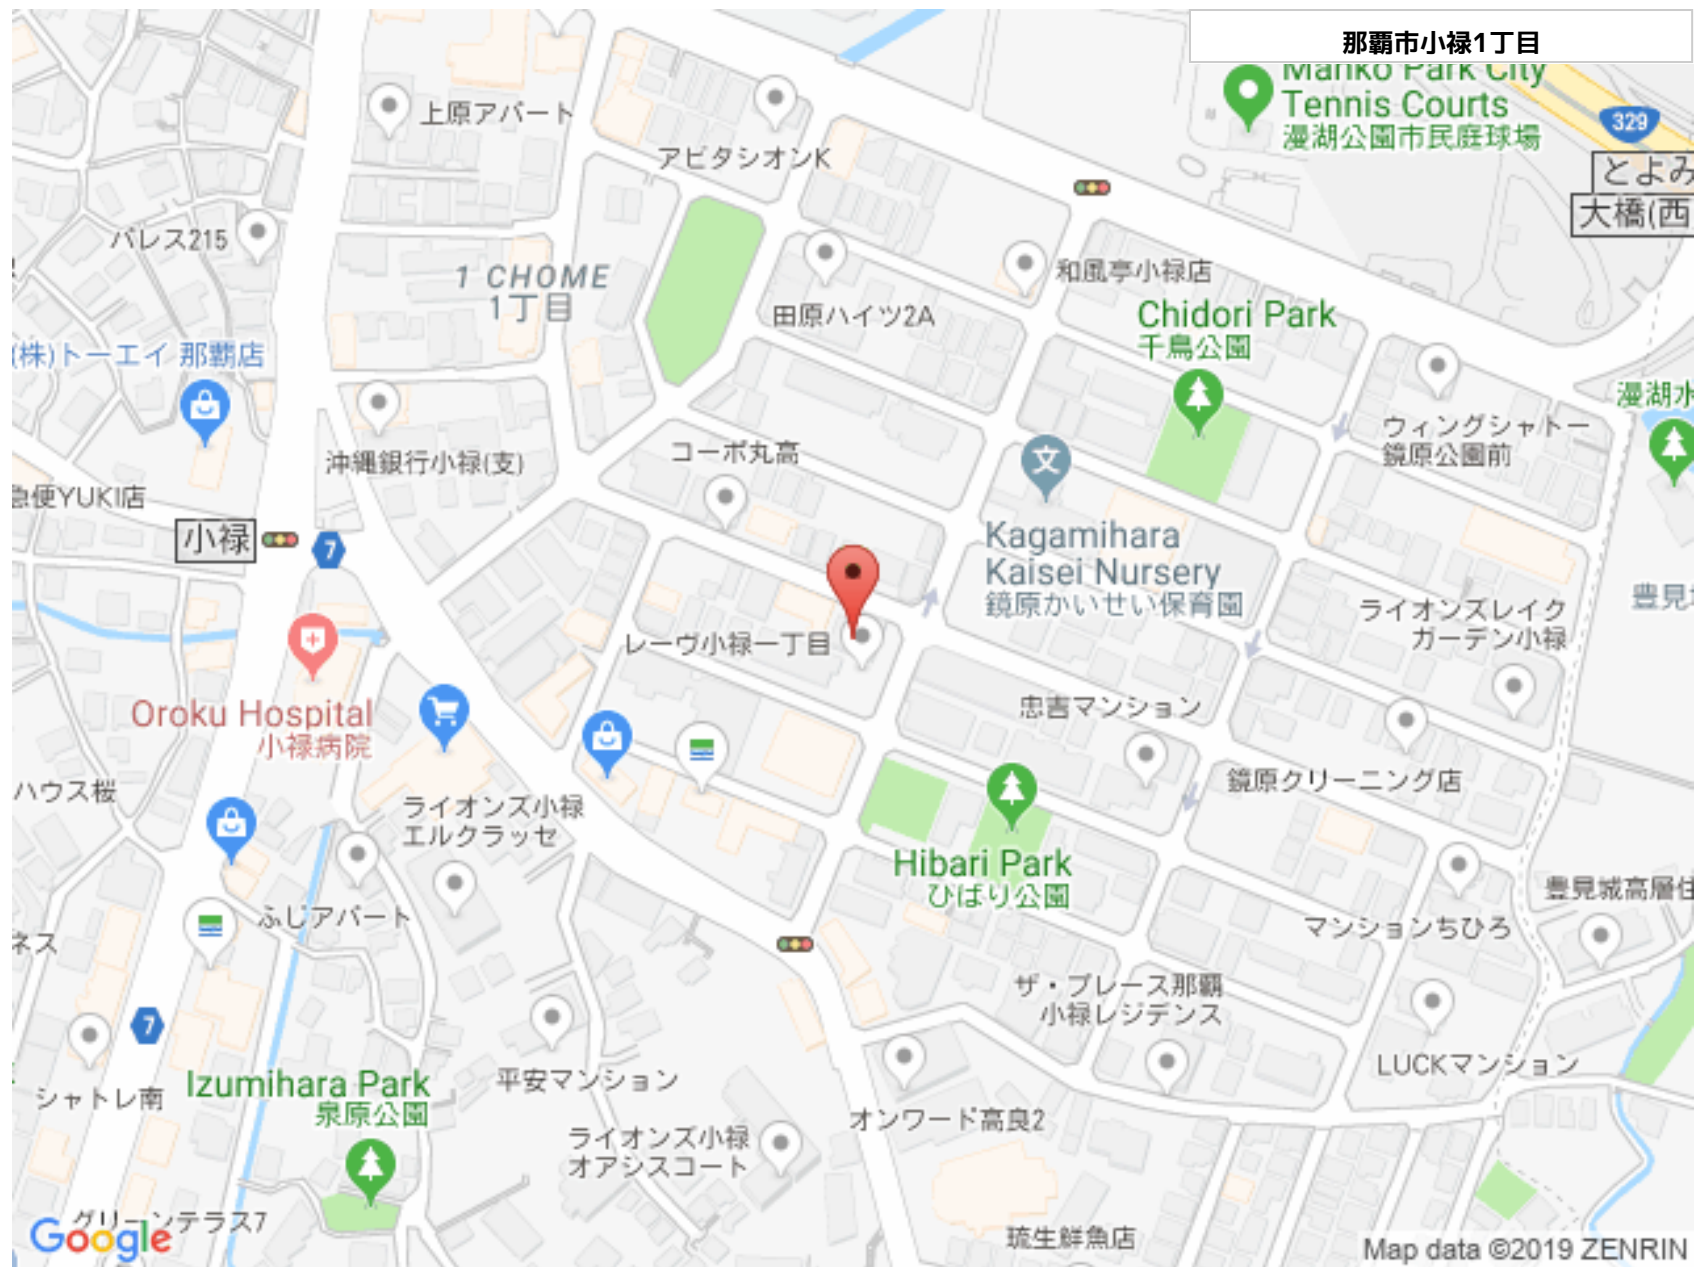 那覇市小禄1丁目
Manko Park City
Tennis Courts
漫湖公園市民庭球場
329
とよみ
大橋(西
上原アパート
アビタシオンK
パレス215
1 CHOME
1丁目
田原ハイツ2A
和風亭小禄店
Chidori Park
千鳥公園
(株)トーエイ 那覇店
漫湖水
ウィングシャトー
鏡原公園前
沖縄銀行小禄(支)
コーポ丸高
文
急便YUKI店
小禄
7
Kagamihara
Kaisei Nursery
鏡原かいせい保育園
豊見
ライオンズレイク
ガーデン小禄
レーヴ小禄一丁目
Oroku Hospital
小禄病院
忠吉マンション
鏡原クリーニング店
ハウス桜
ライオンズ小禄
エルクラッセ
Hibari Park
ひばり公園
豊見城高層住
ふじアパート
マンションちひろ
ネス
ザ・プレース那覇
小禄レジデンス
7
LUCKマンション
シャトレ南
Izumihara Park
泉原公園
平安マンション
オンワード高良2
ライオンズ小禄
オアシスコート
グリーンテラス7
Google
琉生鮮魚店
Map data ©2019 ZENRIN